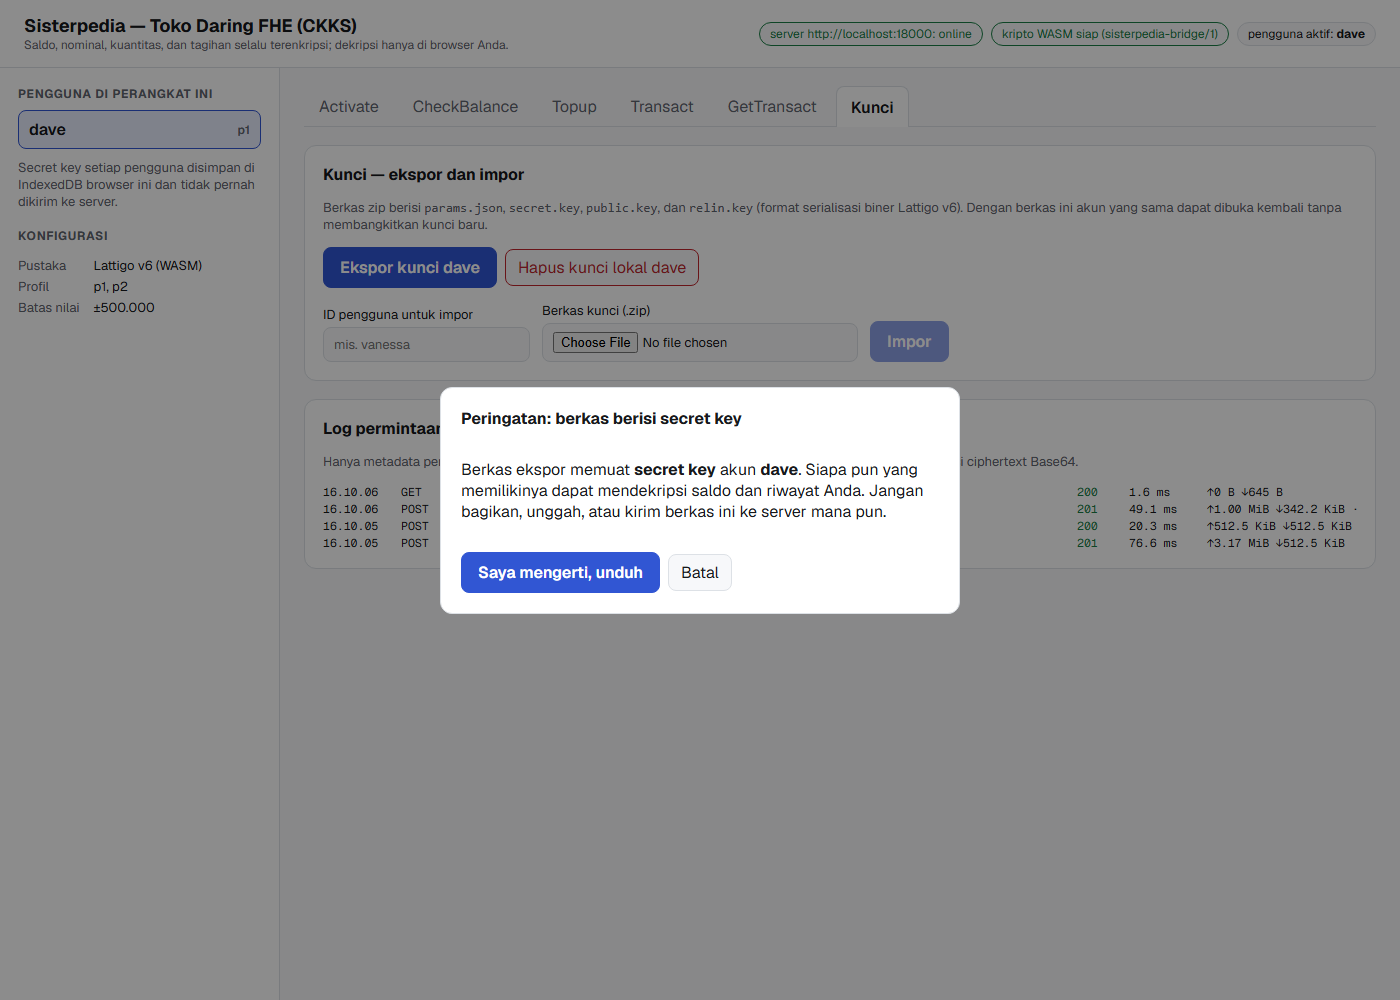 Sisterpedia — Toko Daring FHE (CKKS)
Saldo, nominal, kuantitas, dan tagihan selalu terenkripsi; dekripsi hanya di browser Anda.
server http://localhost:18000: online
kripto WASM siap (sisterpedia-bridge/1)
pengguna aktif: dave
PENGGUNA DI PERANGKAT INI
dave p1
Secret key setiap pengguna disimpan di
IndexedDB browser ini dan tidak pernah
dikirim ke server.
KONFIGURASI
Pustaka Lattigo v6 (WASM)
Profil p1, p2
Batas nilai ±500.000
Activate CheckBalance Topup Transact GetTransact Kunci
Kunci — ekspor dan impor
Berkas zip berisi params.json, secret.key, public.key, dan relin.key (format serialisasi biner Lattigo v6). Dengan berkas ini akun yang sama dapat dibuka kembali tanpa
membangkitkan kunci baru.
Ekspor kunci dave Hapus kunci lokal dave
ID pengguna untuk impor
mis. vanessa
Berkas kunci (.zip)
Choose File No file chosen
Impor
Log permintaan
Hanya metadata i ciphertext Base64.
16.10.06 GET 200 1.6 ms ↑0 B ↓645 B
16.10.06 POST 201 49.1 ms ↑1.00 MiB ↓342.2 KiB ·
16.10.05 POST 200 20.3 ms ↑512.5 KiB ↓512.5 KiB
16.10.05 POST 201 76.6 ms ↑3.17 MiB ↓512.5 KiB
Peringatan: berkas berisi secret key
Berkas ekspor memuat secret key akun dave. Siapa pun yang
memilikinya dapat mendekripsi saldo dan riwayat Anda. Jangan
bagikan, unggah, atau kirim berkas ini ke server mana pun.
Saya mengerti, unduh Batal